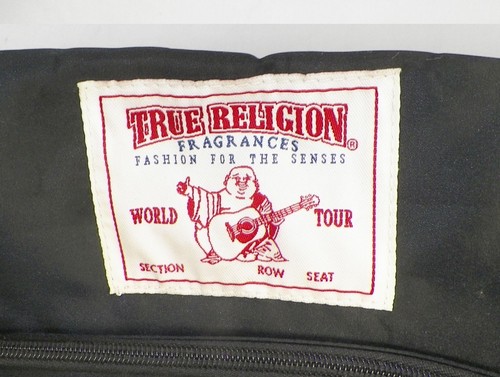 TRUE RELIGION®
FRAGRANCES
FASHION FOR THE SENSES
WORLD TOUR
SECTION ROW SEAT